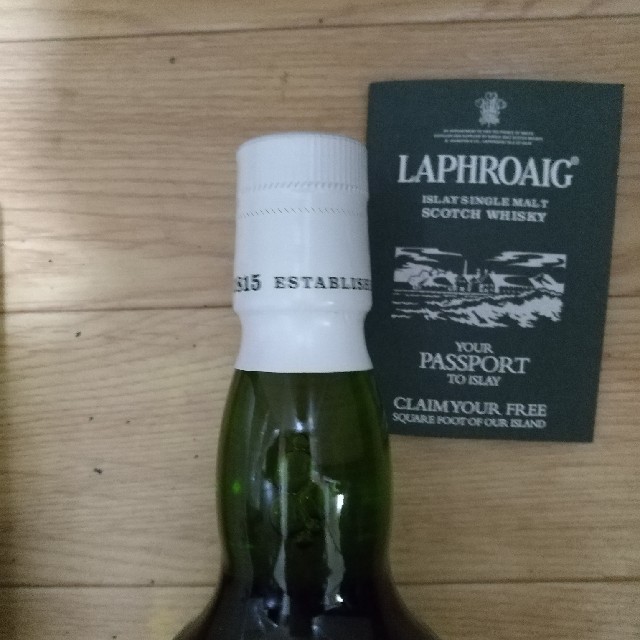 815 ESTABLISH
LAPHROAIG®
ISLAY SINGLE MALT
SCOTCH WHISKY
YOUR
PASSPORT
TO ISLAY
CLAIM YOUR FREE
SQUARE FOOT OF OUR ISLAND